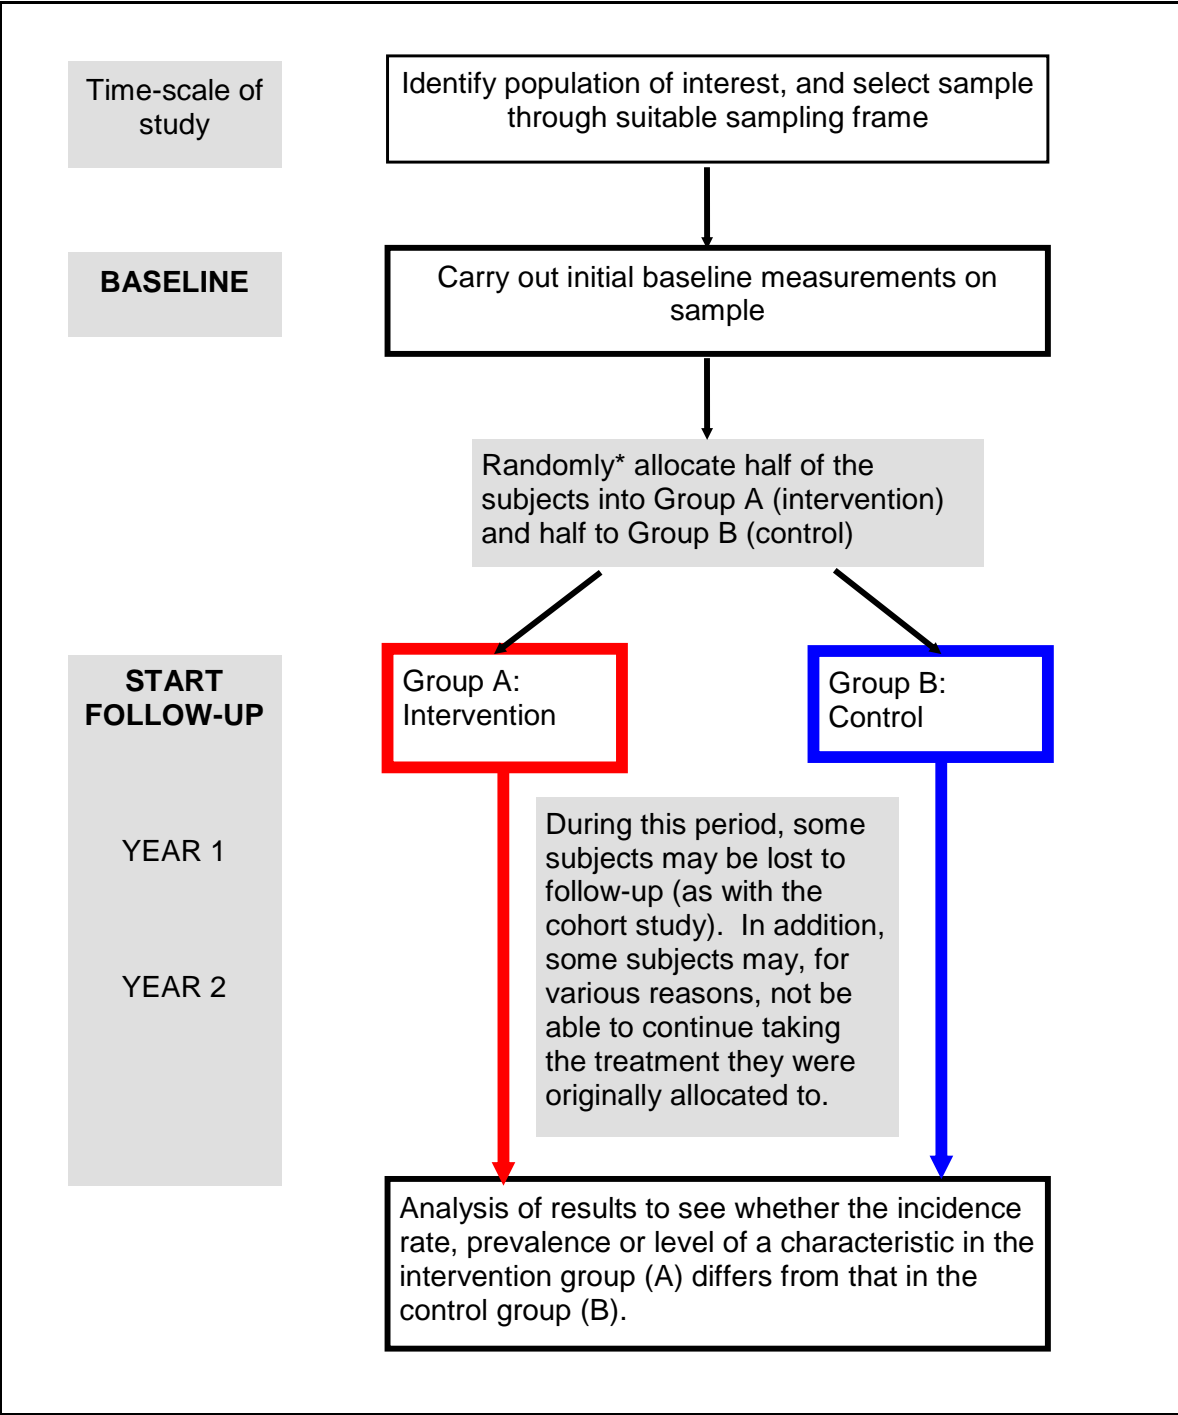 Time-scale of
study
Identify population of interest, and select sample
through suitable sampling frame
BASELINE
Carry out initial baseline measurements on
sample
Randomly* allocate half of the
subjects into Group A (intervention)
and half to Group B (control)
START
FOLLOW-UP
YEAR 1
YEAR 2
Group A:
Intervention
Group B:
Control
During this period, some
subjects may be lost to
follow-up (as with the
cohort study).  In addition,
some subjects may, for
various reasons, not be
able to continue taking
the treatment they were
originally allocated to.
Analysis of results to see whether the incidence
rate, prevalence or level of a characteristic in the
intervention group (A) differs from that in the
control group (B).